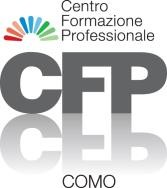 Centro
Formazione
Professionale
CFP
COMO